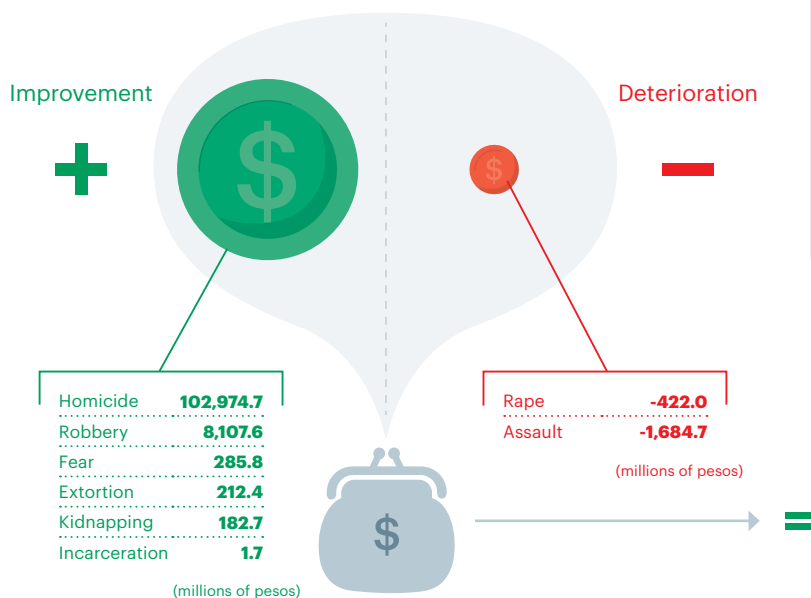 Improvement
Deterioration
+
$
$
−
Homicide 102,974.7
Robbery 8,107.6
Fear 285.8
Extortion 212.4
Kidnapping 182.7
Incarceration 1.7
(millions of pesos)
Rape -422.0
Assault -1,684.7
(millions of pesos)
$
=